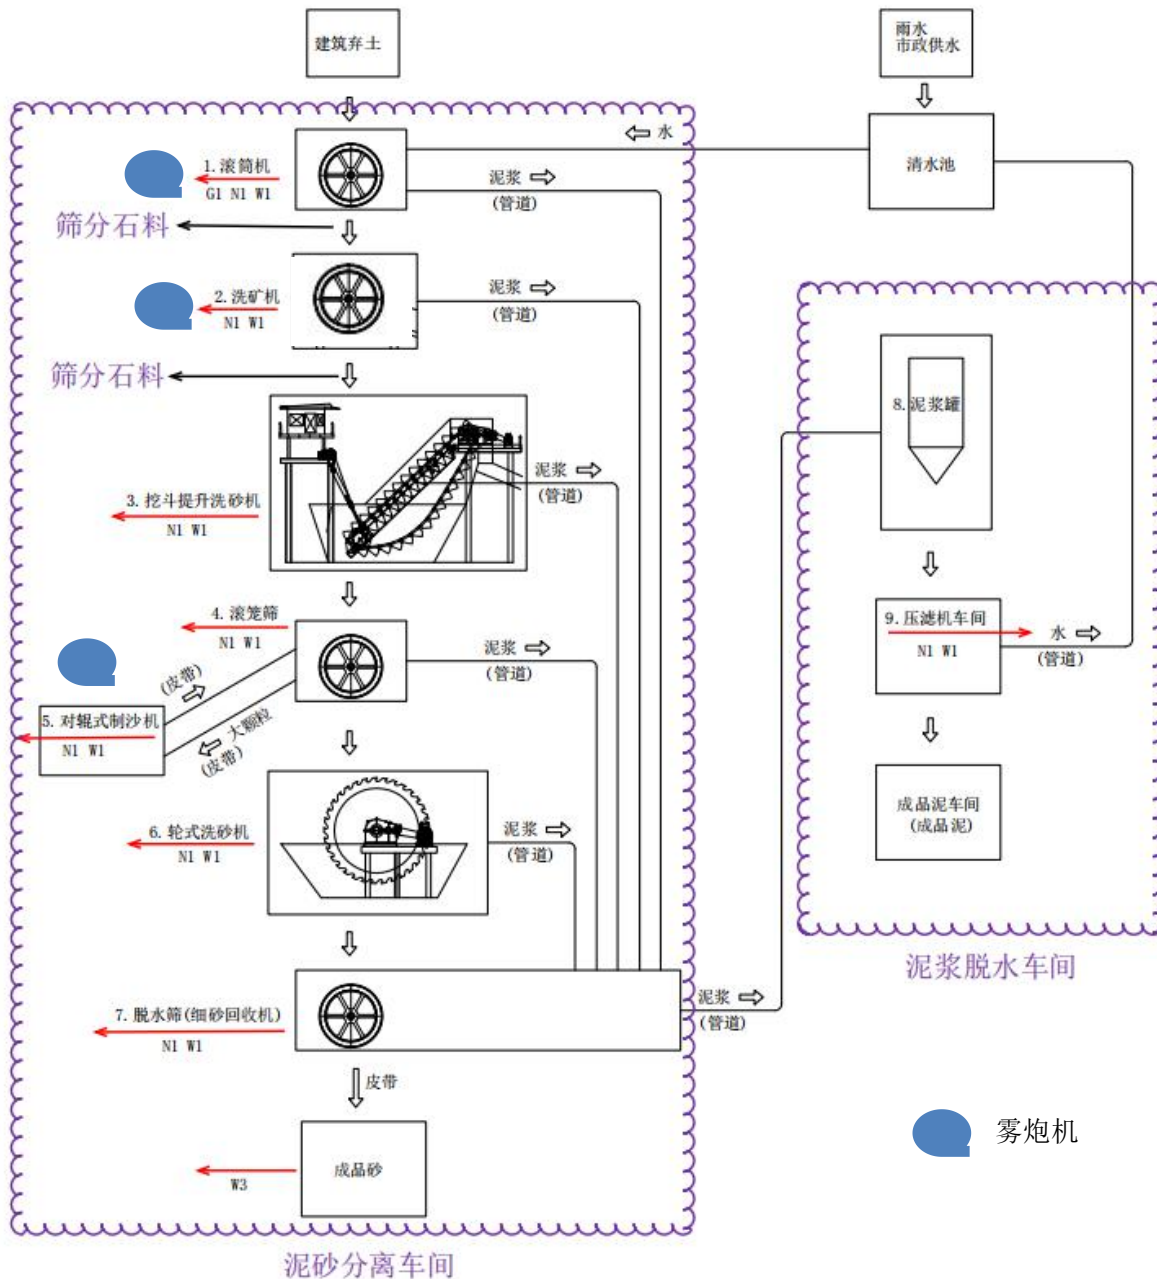 建筑弃土
雨水
市政供水
水
清水池
1.滚筒机
G1 N1 W1
泥浆
(管道)
筛分石料
2.洗矿机
N1 W1
泥浆
(管道)
筛分石料
3.挖斗提升洗砂机
N1 W1
泥浆
(管道)
8.泥浆罐
4.滚笼筛
N1 W1
泥浆
(管道)
9.压滤机车间
N1 W1
水
(管道)
(皮带)
5.对辊式制沙机
N1 W1
大颗粒
(皮带)
6.轮式洗砂机
N1 W1
泥浆
(管道)
成品泥车间
(成品泥)
泥浆脱水车间
7.脱水筛(细砂回收机)
N1 W1
泥浆
(管道)
皮带
成品砂
W3
雾炮机
泥砂分离车间